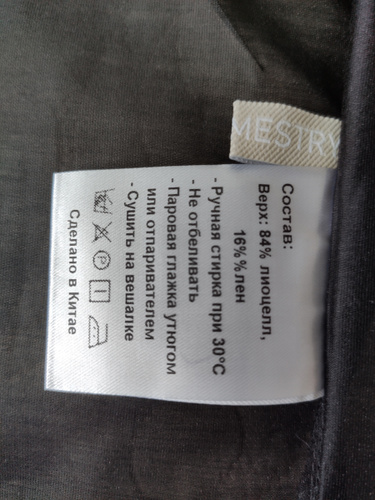 MESTRY
Состав:
Верх: 84% лиоцелл,
16%%лен
- Ручная стирка при 30°С
- Не отбеливать
- Паровая глажка утюгом
или отпаривателем
- Сушить на вешалке
P
Сделано в Китае